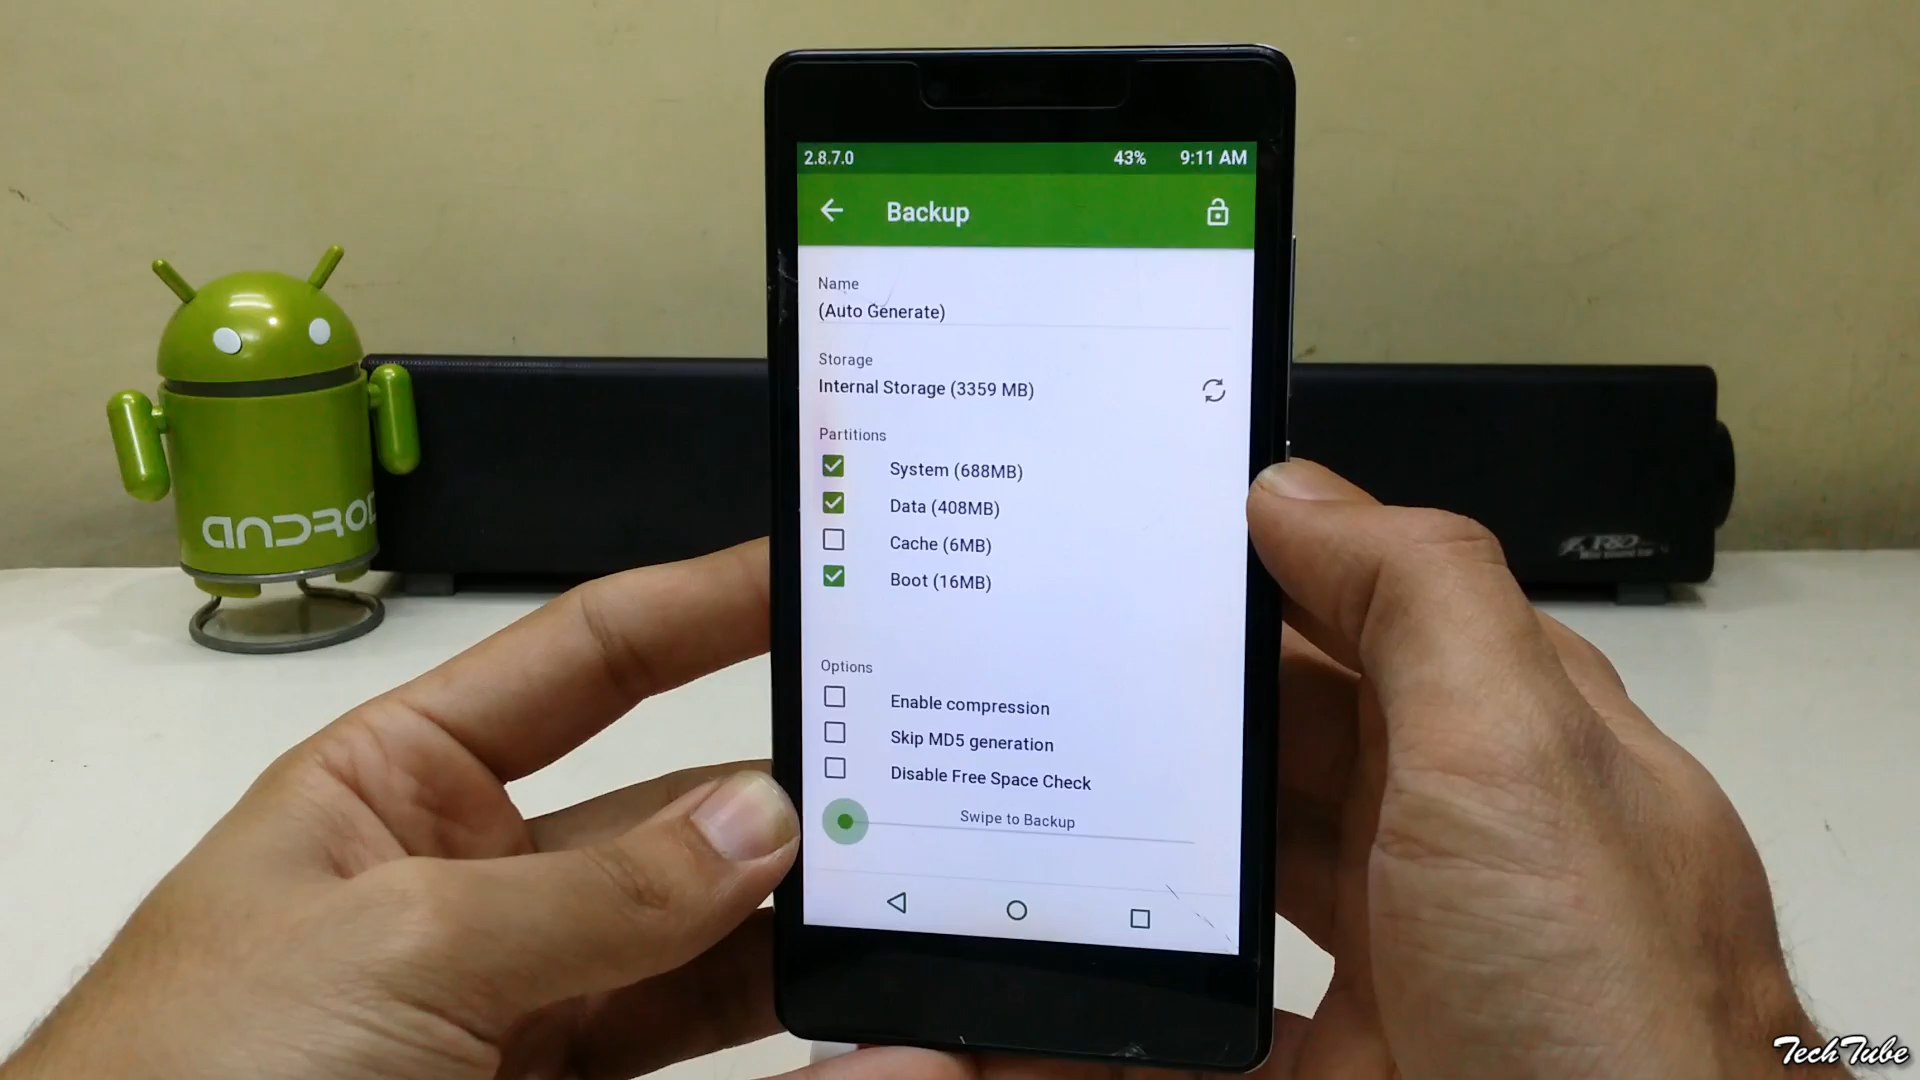 2.8.7.0 43% 9:11 AM
Backup
Name
(Auto Generate)
Storage
Internal Storage (3359 MB)
Partitions
System (688MB)
Data (408MB)
Cache (6MB)
Boot (16MB)
Options
Enable compression
Skip MD5 generation
Disable Free Space Check
Swipe to Backup
ANDRO
F&D
TechTube